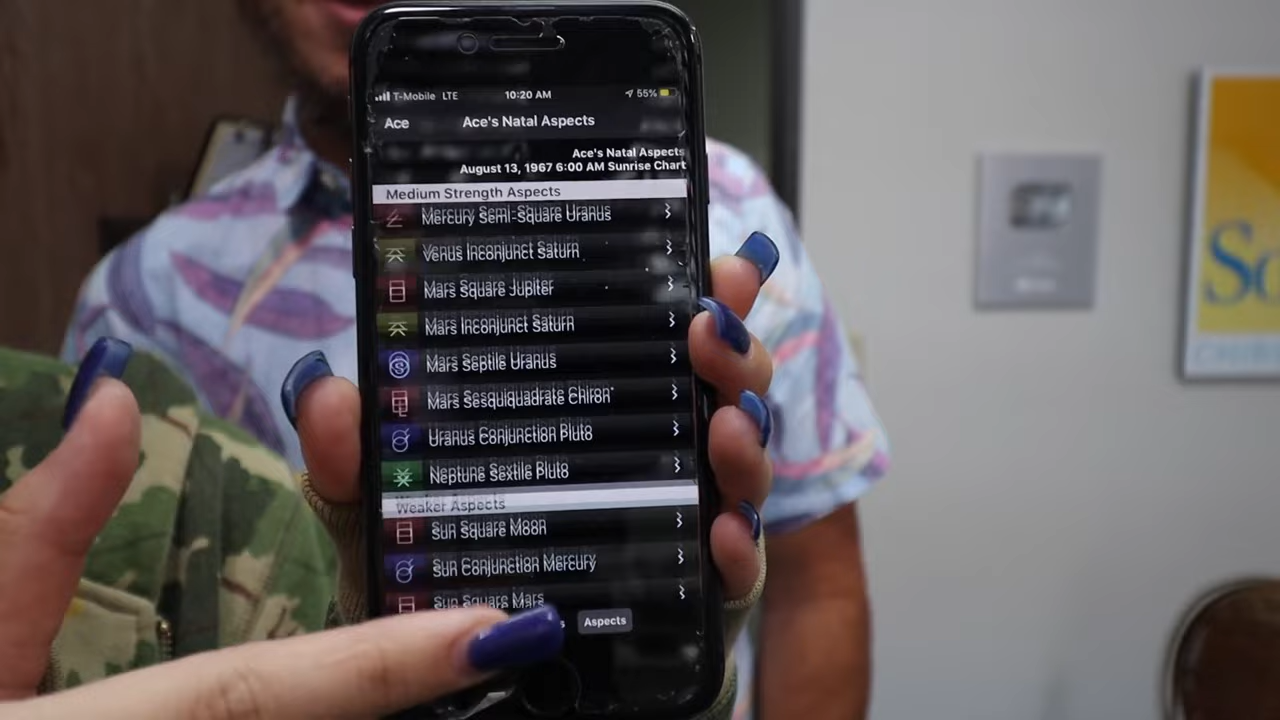 T-Mobile LTE 10:20 AM 55%
Ace Ace's Natal Aspects
Ace's Natal Aspects
August 13, 1967 6:00 AM Sunrise Chart
Medium Strength Aspects
Mercury Semi-Square Uranus
Venus Inconjunct Saturn
Mars Square Jupiter
Mars Inconjunct Saturn
Mars Septile Uranus
Mars Sesquiquadrate Chiron
Uranus Conjunction Pluto
Neptune Sextile Pluto
Weaker Aspects
Sun Square Moon
Sun Conjunction Mercury
Sun Square Mars
Aspects
So